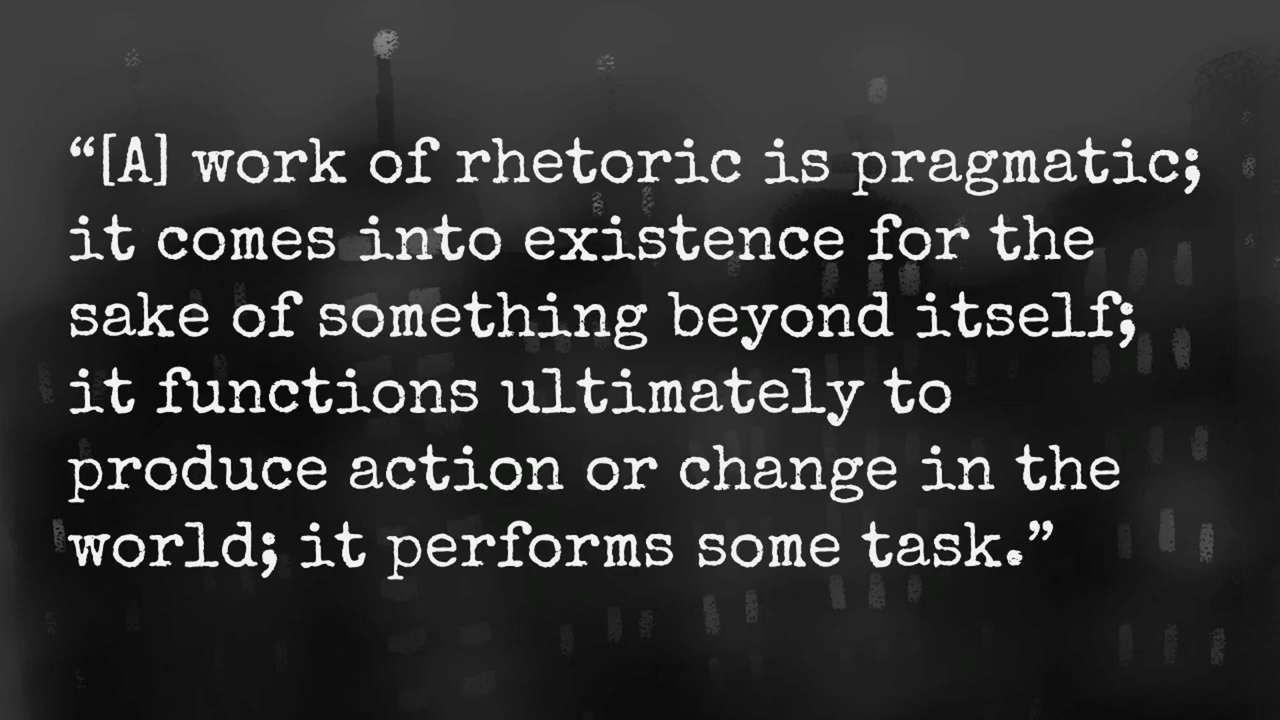 “[A] work of rhetoric is pragmatic;
it comes into existence for the
sake of something beyond itself;
it functions ultimately to
produce action or change in the
world; it performs some task.”